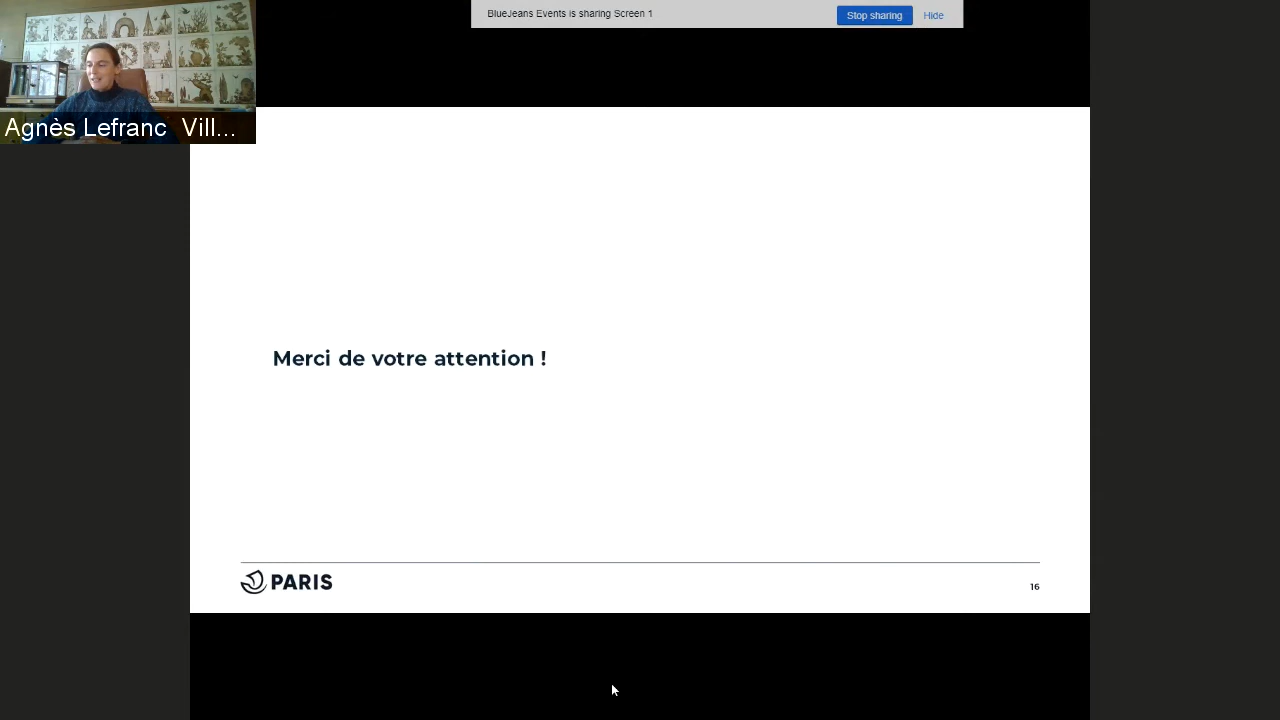 BlueJeans Events is sharing Screen 1
Stop sharing
Hide
Agnès Lefranc Vill...
Merci de votre attention !
PARIS
16